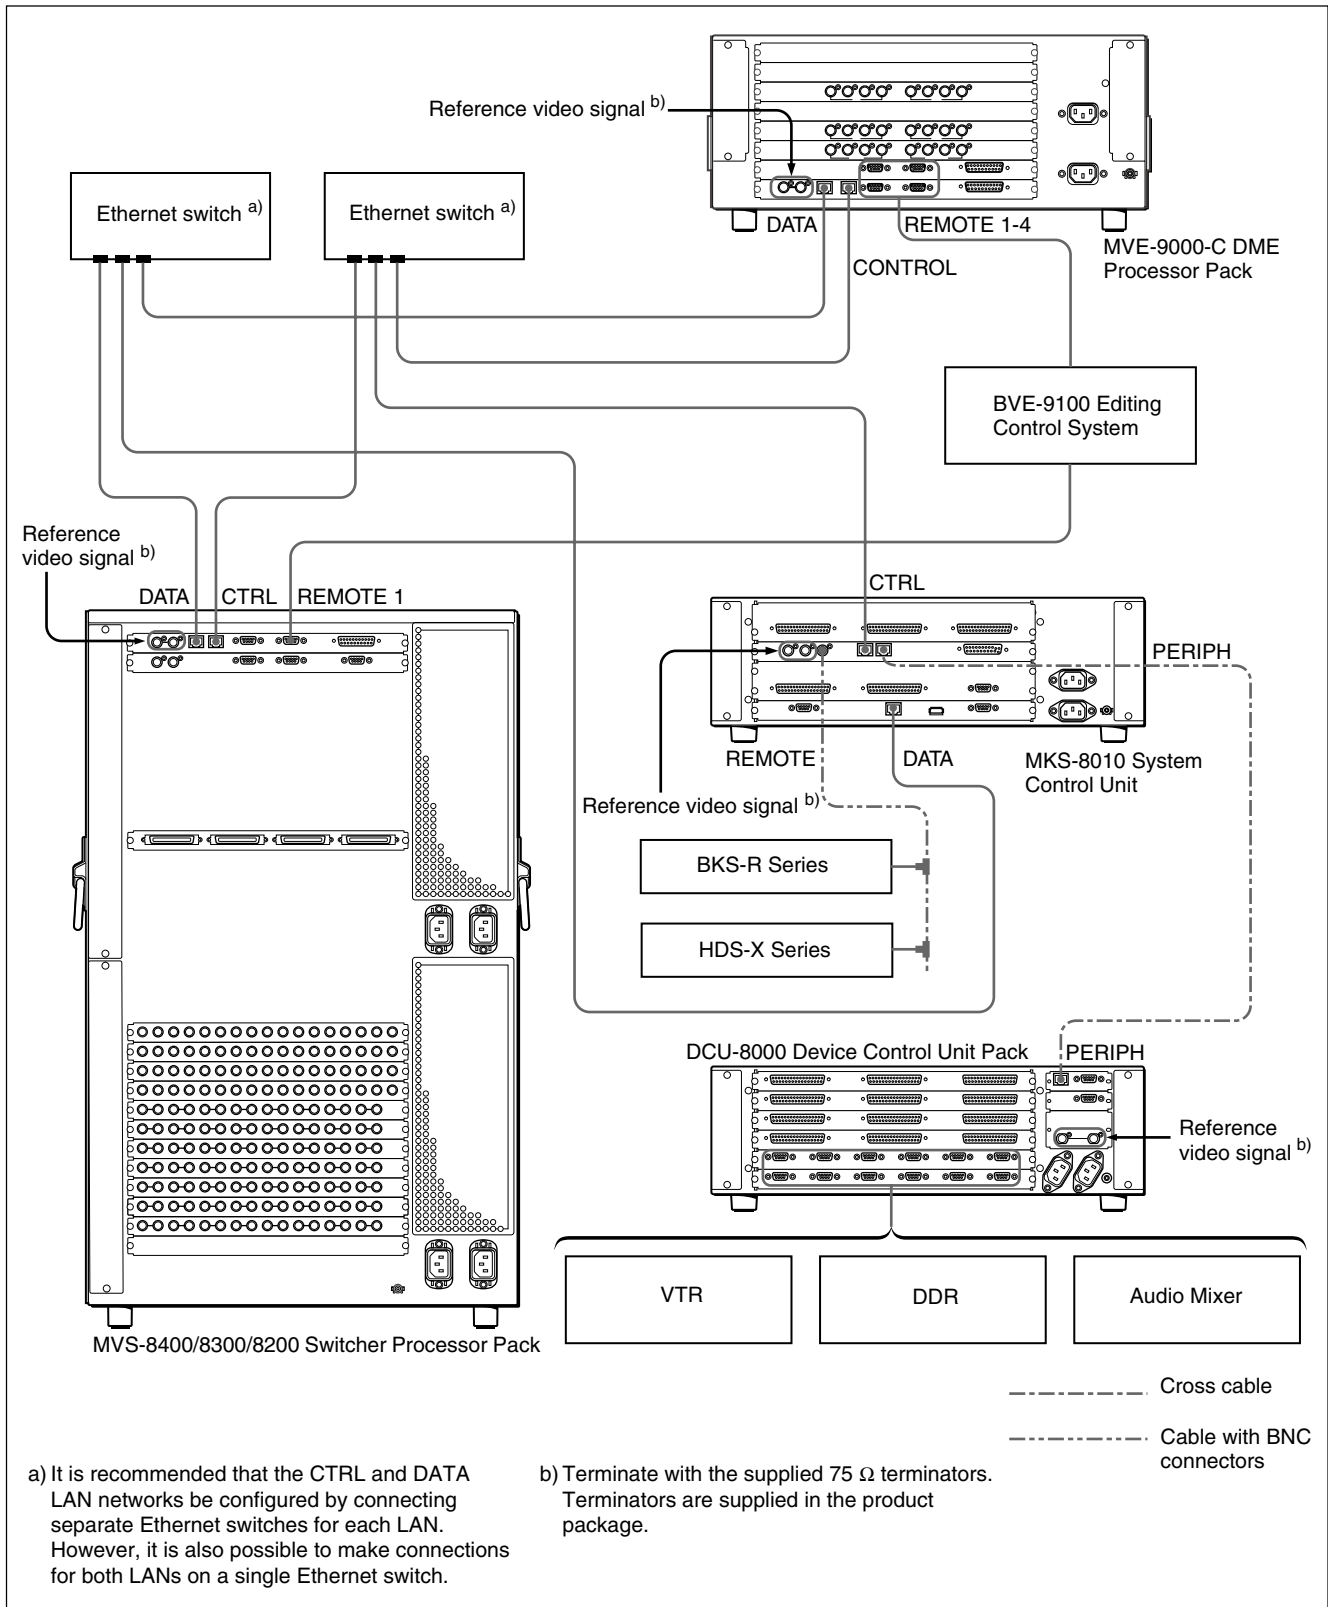 Reference video signal b)
Ethernet switch a)
Ethernet switch a)
DATA
REMOTE 1-4
CONTROL
MVE-9000-C DME
Processor Pack
BVE-9100 Editing
Control System
Reference
video signal b)
DATA
CTRL
REMOTE 1
CTRL
PERIPH
REMOTE
DATA
MKS-8010 System
Control Unit
Reference video signal b)
BKS-R Series
HDS-X Series
DCU-8000 Device Control Unit Pack
PERIPH
Reference
video signal b)
VTR
DDR
Audio Mixer
MVS-8400/8300/8200 Switcher Processor Pack
Cross cable
Cable with BNC
connectors
a) It is recommended that the CTRL and DATA
LAN networks be configured by connecting
separate Ethernet switches for each LAN.
However, it is also possible to make connections
for both LANs on a single Ethernet switch.
b) Terminate with the supplied 75 Ω terminators.
Terminators are supplied in the product
package.